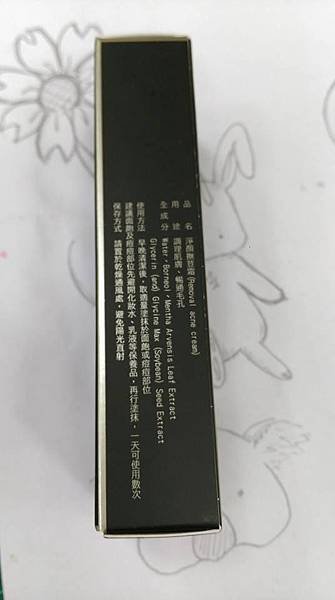 品　名　淨顏撫荳霜(Removal acne cream)
用　途　調理肌膚，暢通毛孔
全成分　Water、Borneol、Mentha Arvensis Leaf Extract
Glycerin (and) Glycine Max (Soybean) Seed Extract
使用方法　早晚清潔後，取適量塗抹於面皰或痘痘部位
建議面皰及痘痘部位先避開化妝水、乳液等保養品，再行塗抹，一天可使用數次
保存方式　請置於乾燥通風處，避免陽光直射